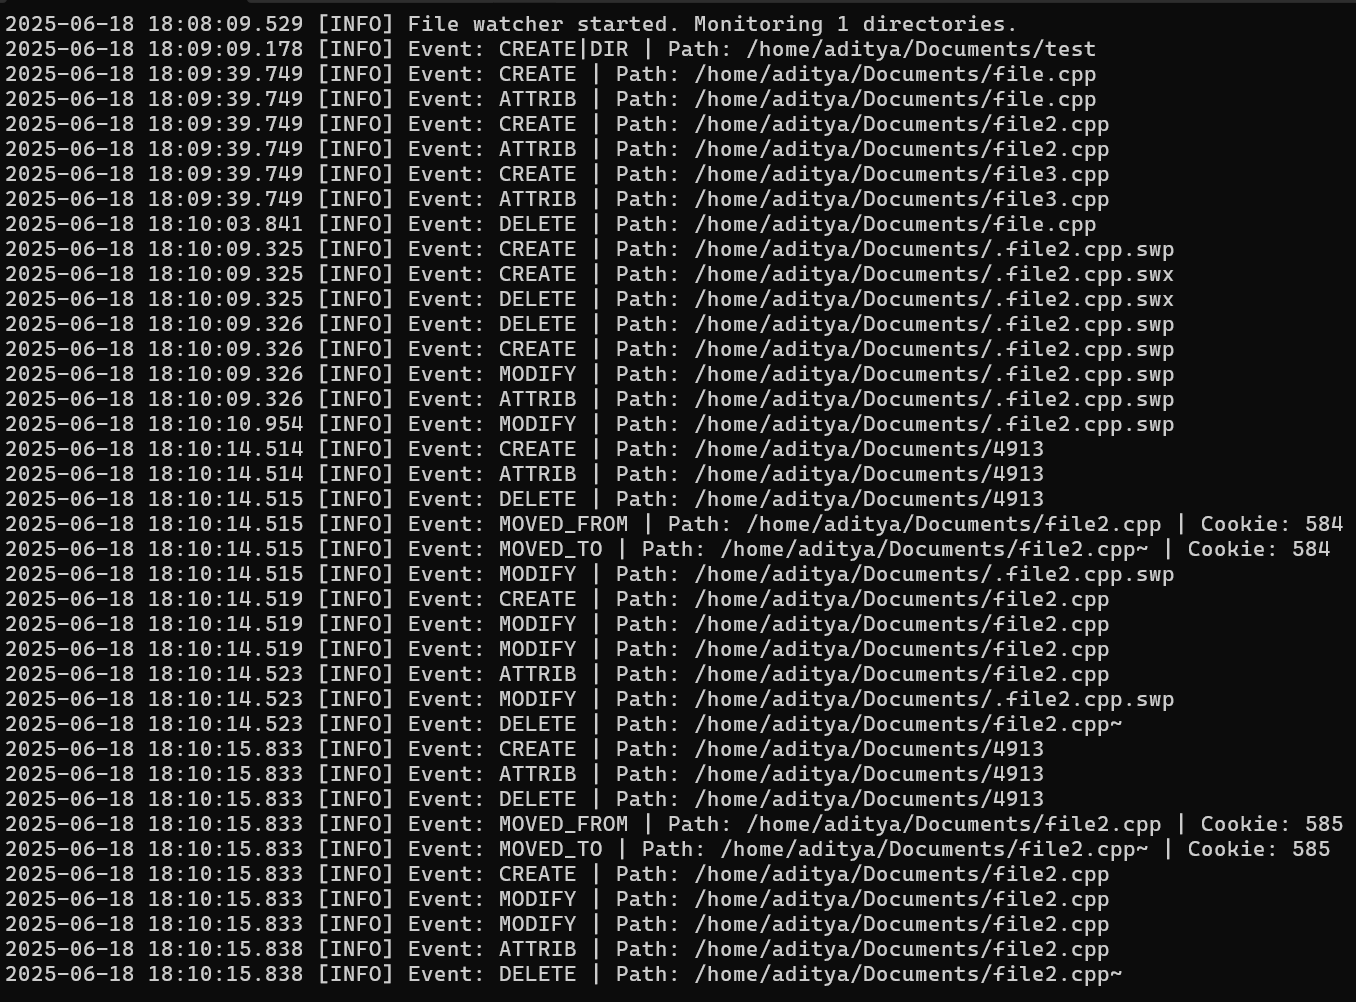 2025-06-18 18:08:09.529 [INFO] File watcher started. Monitoring 1 directories.
2025-06-18 18:09:09.178 [INFO] Event: CREATE|DIR | Path: /home/aditya/Documents/test
2025-06-18 18:09:39.749 [INFO] Event: CREATE | Path: /home/aditya/Documents/file.cpp
2025-06-18 18:09:39.749 [INFO] Event: ATTRIB | Path: /home/aditya/Documents/file.cpp
2025-06-18 18:09:39.749 [INFO] Event: CREATE | Path: /home/aditya/Documents/file2.cpp
2025-06-18 18:09:39.749 [INFO] Event: ATTRIB | Path: /home/aditya/Documents/file2.cpp
2025-06-18 18:09:39.749 [INFO] Event: CREATE | Path: /home/aditya/Documents/file3.cpp
2025-06-18 18:09:39.749 [INFO] Event: ATTRIB | Path: /home/aditya/Documents/file3.cpp
2025-06-18 18:10:03.841 [INFO] Event: DELETE | Path: /home/aditya/Documents/file.cpp
2025-06-18 18:10:09.325 [INFO] Event: CREATE | Path: /home/aditya/Documents/.file2.cpp.swp
2025-06-18 18:10:09.325 [INFO] Event: CREATE | Path: /home/aditya/Documents/.file2.cpp.swx
2025-06-18 18:10:09.325 [INFO] Event: DELETE | Path: /home/aditya/Documents/.file2.cpp.swx
2025-06-18 18:10:09.326 [INFO] Event: DELETE | Path: /home/aditya/Documents/.file2.cpp.swp
2025-06-18 18:10:09.326 [INFO] Event: CREATE | Path: /home/aditya/Documents/.file2.cpp.swp
2025-06-18 18:10:09.326 [INFO] Event: MODIFY | Path: /home/aditya/Documents/.file2.cpp.swp
2025-06-18 18:10:09.326 [INFO] Event: ATTRIB | Path: /home/aditya/Documents/.file2.cpp.swp
2025-06-18 18:10:10.954 [INFO] Event: MODIFY | Path: /home/aditya/Documents/.file2.cpp.swp
2025-06-18 18:10:14.514 [INFO] Event: CREATE | Path: /home/aditya/Documents/4913
2025-06-18 18:10:14.514 [INFO] Event: ATTRIB | Path: /home/aditya/Documents/4913
2025-06-18 18:10:14.515 [INFO] Event: DELETE | Path: /home/aditya/Documents/4913
2025-06-18 18:10:14.515 [INFO] Event: MOVED_FROM | Path: /home/aditya/Documents/file2.cpp | Cookie: 584
2025-06-18 18:10:14.515 [INFO] Event: MOVED_TO | Path: /home/aditya/Documents/file2.cpp~ | Cookie: 584
2025-06-18 18:10:14.515 [INFO] Event: MODIFY | Path: /home/aditya/Documents/.file2.cpp.swp
2025-06-18 18:10:14.519 [INFO] Event: CREATE | Path: /home/aditya/Documents/file2.cpp
2025-06-18 18:10:14.519 [INFO] Event: MODIFY | Path: /home/aditya/Documents/file2.cpp
2025-06-18 18:10:14.519 [INFO] Event: MODIFY | Path: /home/aditya/Documents/file2.cpp
2025-06-18 18:10:14.523 [INFO] Event: ATTRIB | Path: /home/aditya/Documents/file2.cpp
2025-06-18 18:10:14.523 [INFO] Event: MODIFY | Path: /home/aditya/Documents/.file2.cpp.swp
2025-06-18 18:10:14.523 [INFO] Event: DELETE | Path: /home/aditya/Documents/file2.cpp~
2025-06-18 18:10:15.833 [INFO] Event: CREATE | Path: /home/aditya/Documents/4913
2025-06-18 18:10:15.833 [INFO] Event: ATTRIB | Path: /home/aditya/Documents/4913
2025-06-18 18:10:15.833 [INFO] Event: DELETE | Path: /home/aditya/Documents/4913
2025-06-18 18:10:15.833 [INFO] Event: MOVED_FROM | Path: /home/aditya/Documents/file2.cpp | Cookie: 585
2025-06-18 18:10:15.833 [INFO] Event: MOVED_TO | Path: /home/aditya/Documents/file2.cpp~ | Cookie: 585
2025-06-18 18:10:15.833 [INFO] Event: CREATE | Path: /home/aditya/Documents/file2.cpp
2025-06-18 18:10:15.833 [INFO] Event: MODIFY | Path: /home/aditya/Documents/file2.cpp
2025-06-18 18:10:15.833 [INFO] Event: MODIFY | Path: /home/aditya/Documents/file2.cpp
2025-06-18 18:10:15.838 [INFO] Event: ATTRIB | Path: /home/aditya/Documents/file2.cpp
2025-06-18 18:10:15.838 [INFO] Event: DELETE | Path: /home/aditya/Documents/file2.cpp~